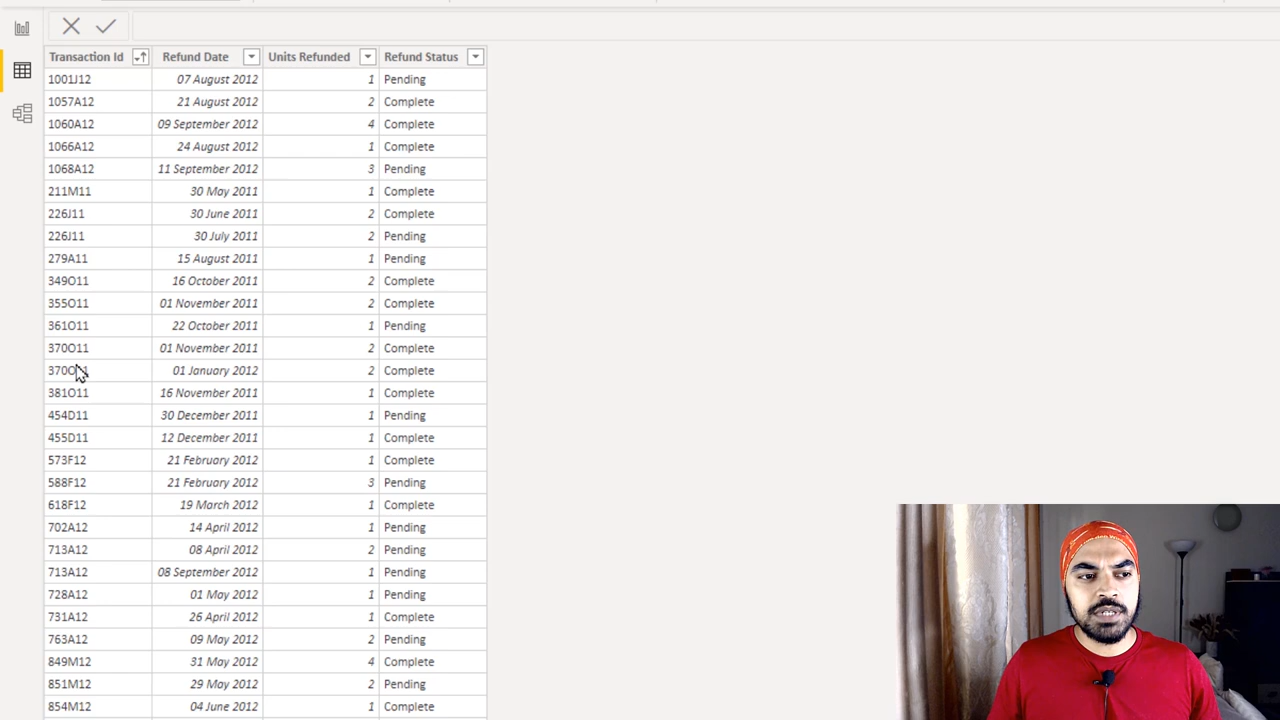 Transaction Id Refund Date Units Refunded Refund Status
1001J12 07 August 2012 1 Pending
1057A12 21 August 2012 2 Complete
1060A12 09 September 2012 4 Complete
1066A12 24 August 2012 1 Complete
1068A12 11 September 2012 3 Pending
211M11 30 May 2011 1 Complete
226J11 30 June 2011 2 Complete
226J11 30 July 2011 2 Pending
279A11 15 August 2011 1 Pending
349O11 16 October 2011 2 Complete
355O11 01 November 2011 2 Complete
361O11 22 October 2011 1 Pending
370O11 01 November 2011 2 Complete
01 January 2012 2 Complete
381O11 16 November 2011 1 Complete
454D11 30 December 2011 1 Pending
455D11 12 December 2011 1 Complete
573F12 21 February 2012 1 Complete
588F12 21 February 2012 3 Pending
618F12 19 March 2012 1 Complete
702A12 14 April 2012 1 Pending
713A12 08 April 2012 2 Pending
713A12 08 September 2012 1 Pending
728A12 01 May 2012 1 Pending
731A12 26 April 2012 1 Complete
763A12 09 May 2012 2 Pending
849M12 31 May 2012 4 Complete
851M12 29 May 2012 2 Pending
854M12 04 June 2012 1 Complete